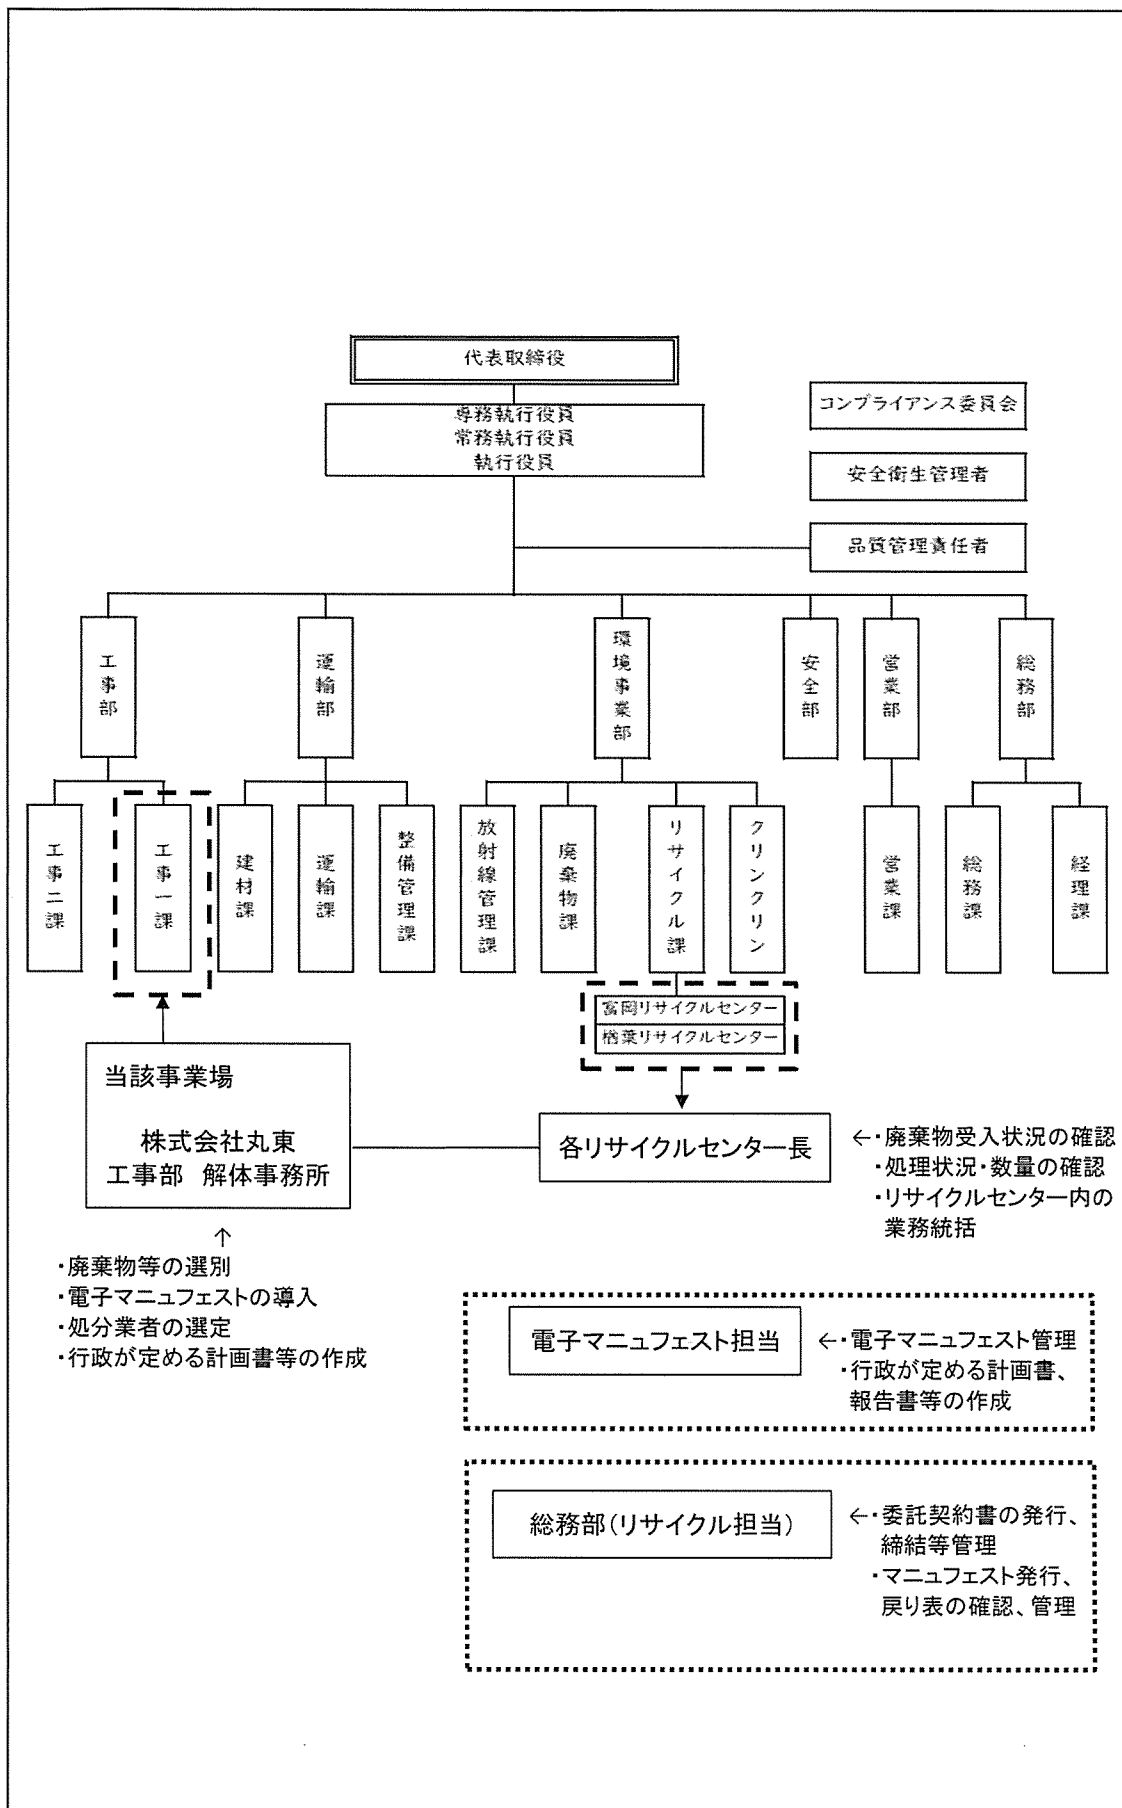 代表取締役
専務執行役員
常務執行役員
執行役員
コンプライアンス委員会
安全衛生管理者
品質管理責任者
工事部
運輸部
環境事業部
安全部
営業部
総務部
工事二課
工事一課
建材課
運輸課
整備管理課
放射線管理課
廃棄物課
リサイクル課
クリンクリン
営業課
総務課
経理課
富岡リサイクルセンター
楢葉リサイクルセンター
当該事業場
株式会社丸東
工事部 解体事務所
各リサイクルセンター長
←・廃棄物受入状況の確認
・処理状況・数量の確認
・リサイクルセンター内の
業務統括
↑
・廃棄物等の選別
・電子マニュフェストの導入
・処分業者の選定
・行政が定める計画書等の作成
電子マニュフェスト担当
←・電子マニュフェスト管理
・行政が定める計画書、
報告書等の作成
総務部(リサイクル担当)
←・委託契約書の発行、
締結等管理
・マニュフェスト発行、
戻り表の確認、管理